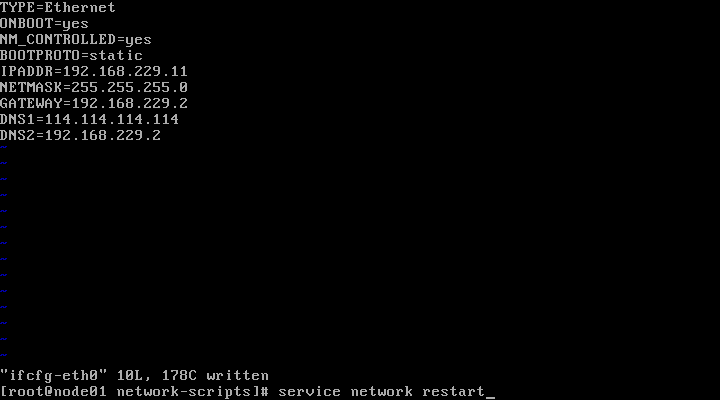 TYPE=Ethernet
ONBOOT=yes
NM_CONTROLLED=yes
BOOTPROTO=static
IPADDR=192.168.229.11
NETMASK=255.255.255.0
GATEWAY=192.168.229.2
DNS1=114.114.114.114
DNS2=192.168.229.2
~
~
~
~
~
~
~
~
~
~
~
~
~
~
"ifcfg-eth0" 10L, 178C written
[root@node01 network-scripts]# service network restart_